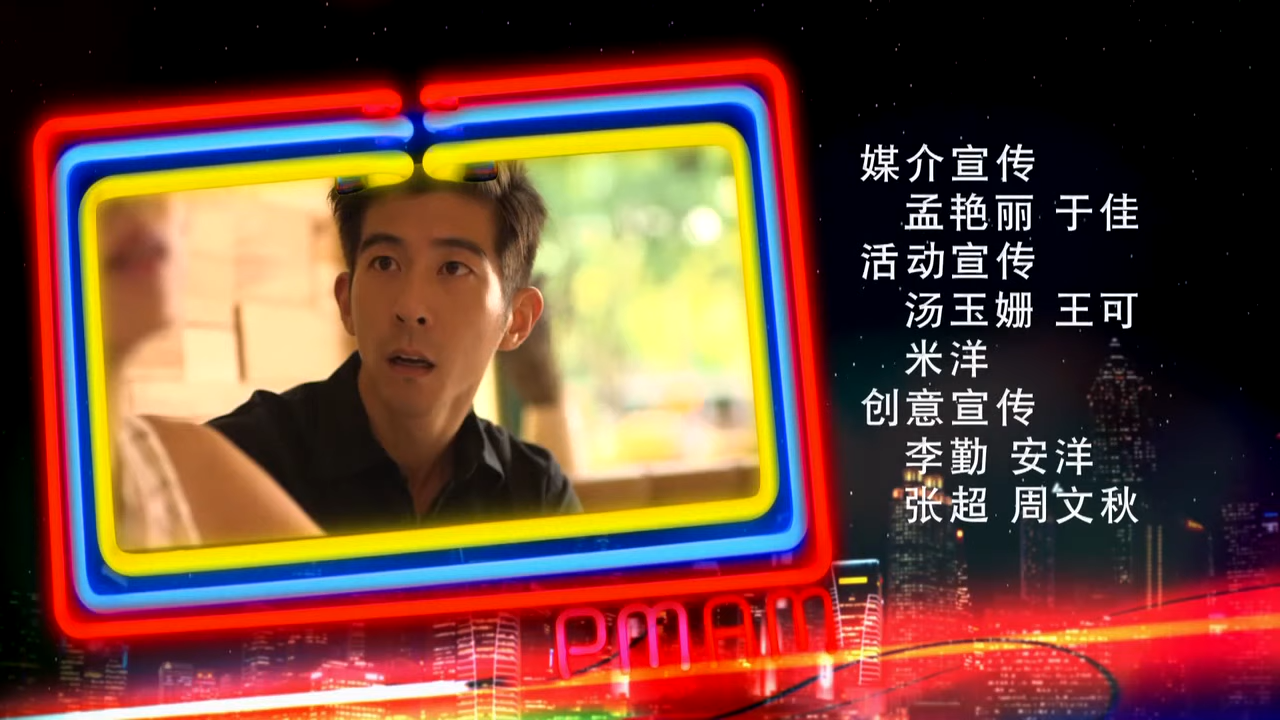 媒介宣传
孟艳丽 于佳
活动宣传
汤玉姗 王可
米洋
创意宣传
李勤 安洋
张超 周文秋
PMAM